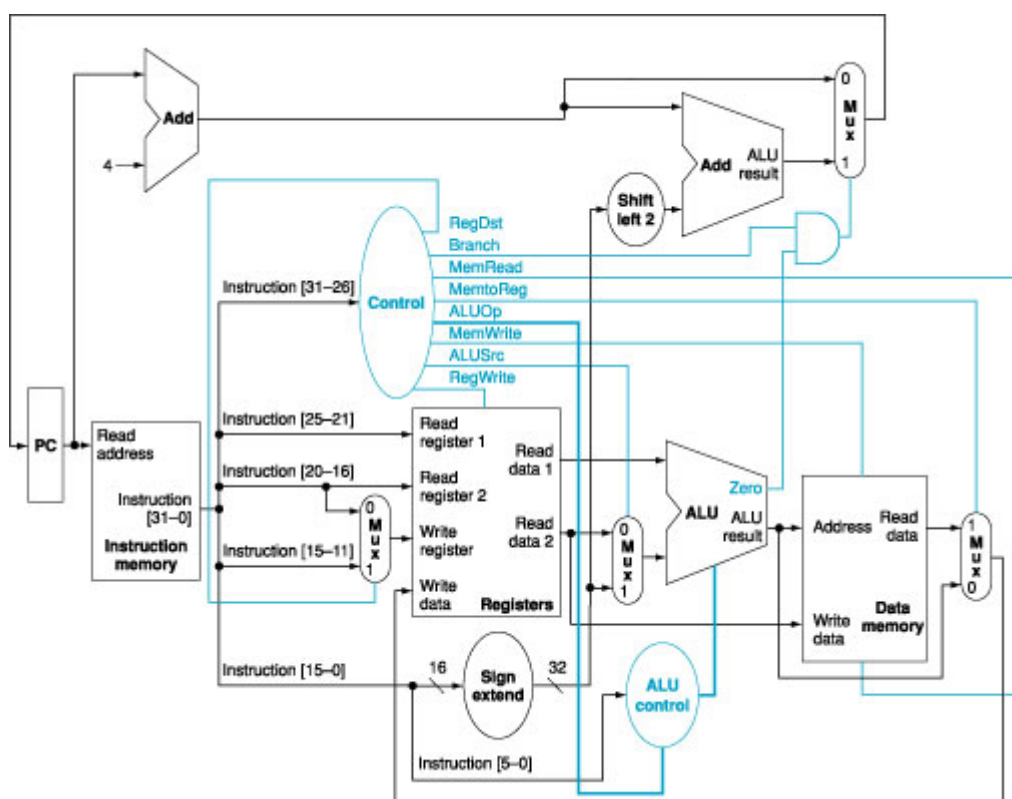 Add
4
0
M
u
x
1
Add
ALU
result
Shift
left 2
RegDst
Branch
MemRead
MemtoReg
ALUOp
MemWrite
ALUSrc
RegWrite
Control
Instruction [31–26]
PC
Read
address
Instruction
[31–0]
Instruction
memory
Instruction [25–21]
Instruction [20–16]
Instruction [15–11]
0
M
u
x
1
Read
register 1
Read
register 2
Write
register
Write
data
Read
data 1
Read
data 2
Registers
0
M
u
x
1
Zero
ALU
ALU
result
Address
Read
data
Write
data
Data
memory
1
M
u
x
0
Instruction [15–0]
16
Sign
extend
32
ALU
control
Instruction [5–0]